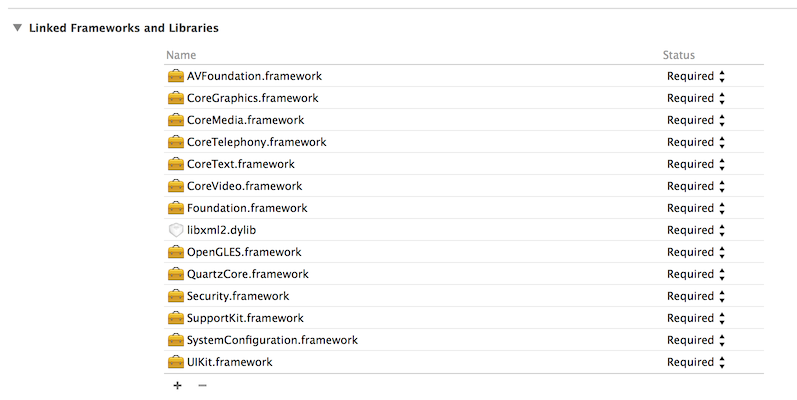 Linked Frameworks and Libraries
Name Status
AVFoundation.framework Required
CoreGraphics.framework Required
CoreMedia.framework Required
CoreTelephony.framework Required
CoreText.framework Required
CoreVideo.framework Required
Foundation.framework Required
libxml2.dylib Required
OpenGLES.framework Required
QuartzCore.framework Required
Security.framework Required
SupportKit.framework Required
SystemConfiguration.framework Required
UIKit.framework Required